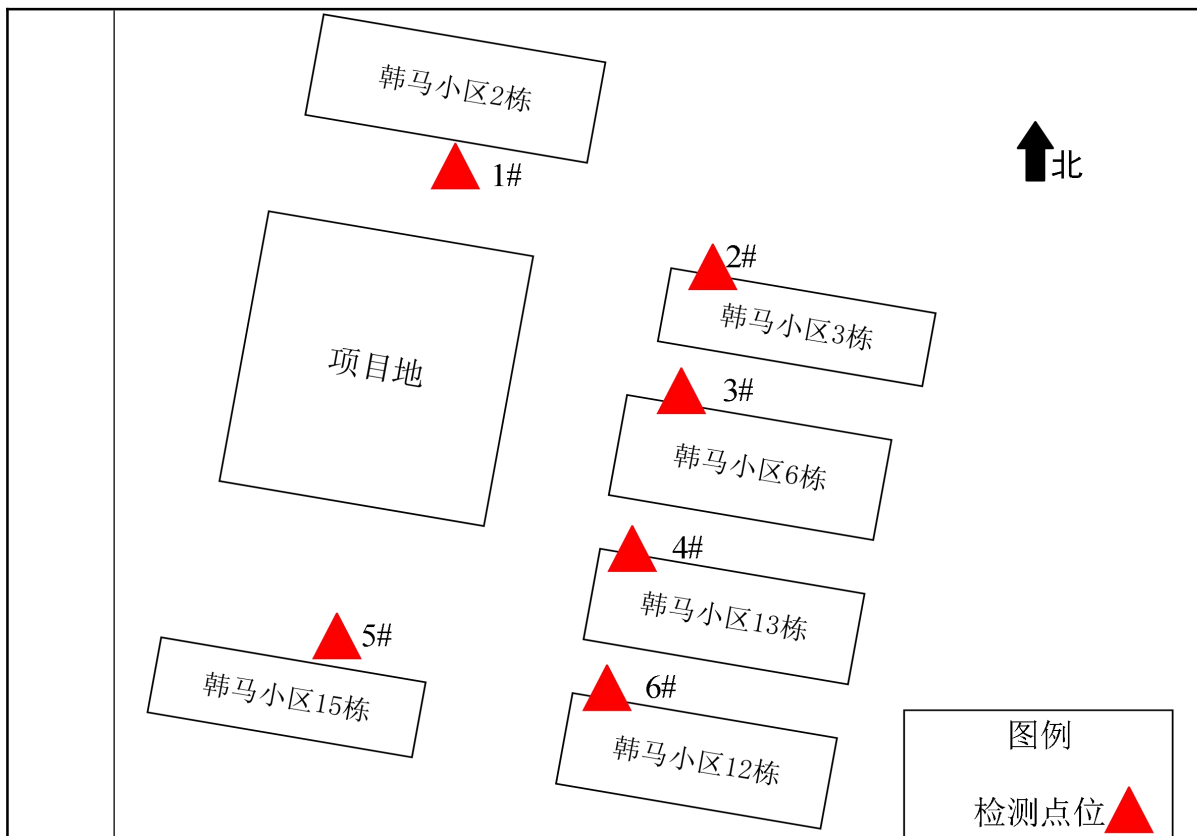 韩马小区2栋
1#
北
2#
韩马小区3栋
项目地
3#
韩马小区6栋
4#
韩马小区13栋
5#
韩马小区15栋
6#
韩马小区12栋
图例
检测点位